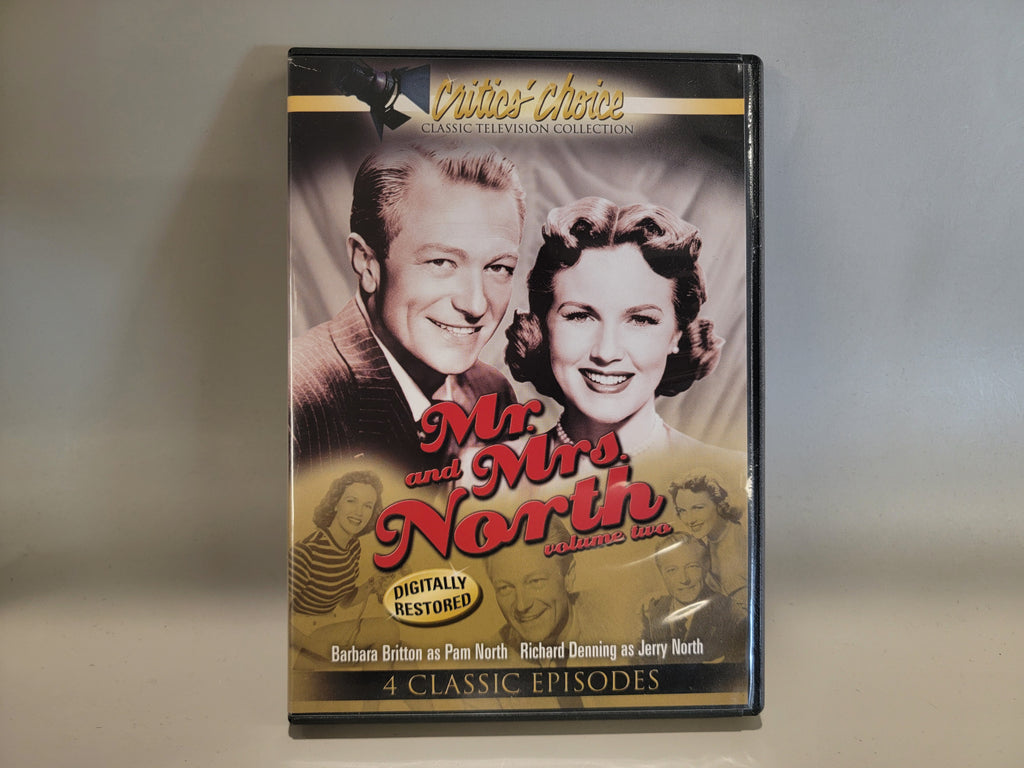 Critics' Choice
CLASSIC TELEVISION COLLECTION
Mr.
and Mrs.
North
volume two
DIGITALLY
RESTORED
Barbara Britton as Pam North Richard Denning as Jerry North
4 CLASSIC EPISODES